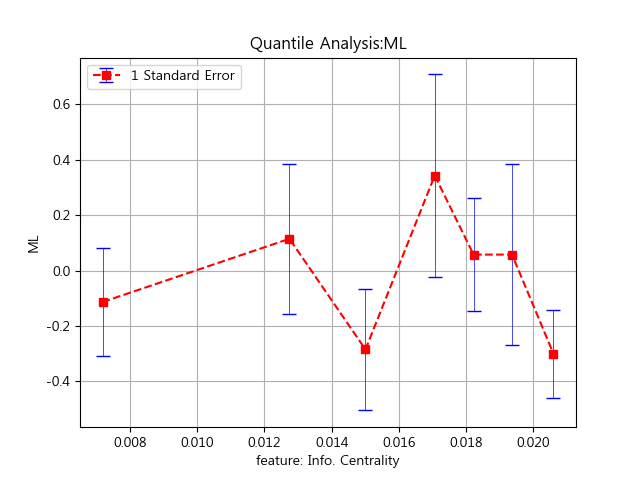 Quantile Analysis:ML
1 Standard Error
ML
0.6
0.4
0.2
0.0
-0.2
-0.4
0.008 0.010 0.012 0.014 0.016 0.018 0.020
feature: Info. Centrality